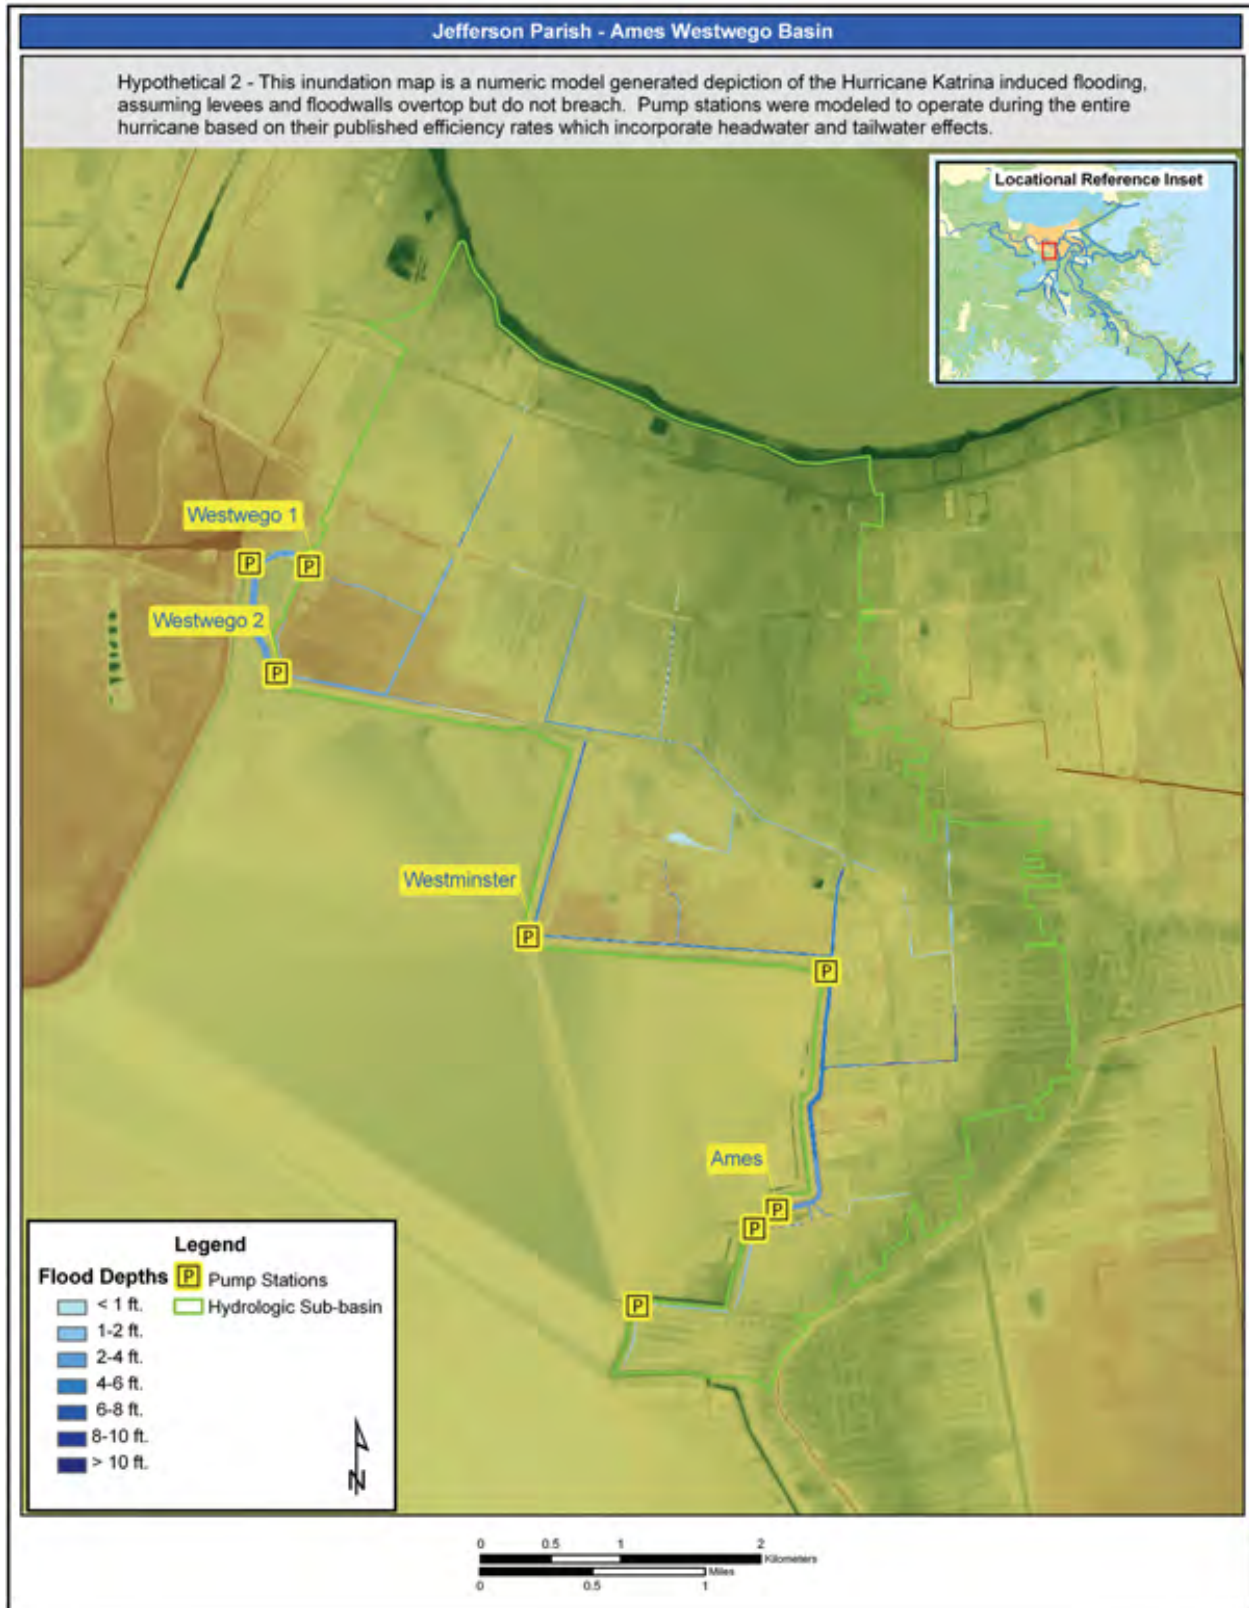 Jefferson Parish - Ames Westwego Basin
Hypothetical 2 - This inundation map is a numeric model generated depiction of the Hurricane Katrina induced flooding,
assuming levees and floodwalls overtop but do not breach. Pump stations were modeled to operate during the entire
hurricane based on their published efficiency rates which incorporate headwater and tailwater effects.
Locational Reference Inset
Westwego 1
P
P
Westwego 2
P
Westminster
P
P
Ames
P
P
P
Legend
Flood Depths
P Pump Stations
Hydrologic Sub-basin
< 1 ft.
1-2 ft.
2-4 ft.
4-6 ft.
6-8 ft.
8-10 ft.
> 10 ft.
N
0 0.5 1 2
Kilometers
Miles
0 0.5 1